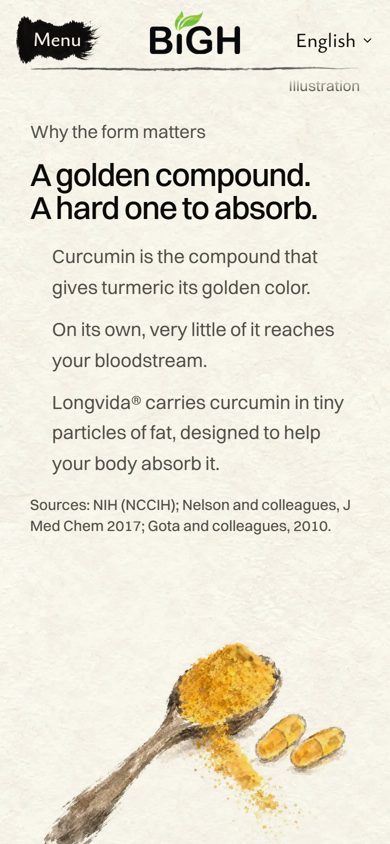 Menu
BiGH
English
Illustration
Why the form matters
A golden compound.
A hard one to absorb.
Curcumin is the compound that
gives turmeric its golden color.
On its own, very little of it reaches
your bloodstream.
Longvida® carries curcumin in tiny
particles of fat, designed to help
your body absorb it.
Sources: NIH (NCCIH); Nelson and colleagues, J
Med Chem 2017; Gota and colleagues, 2010.